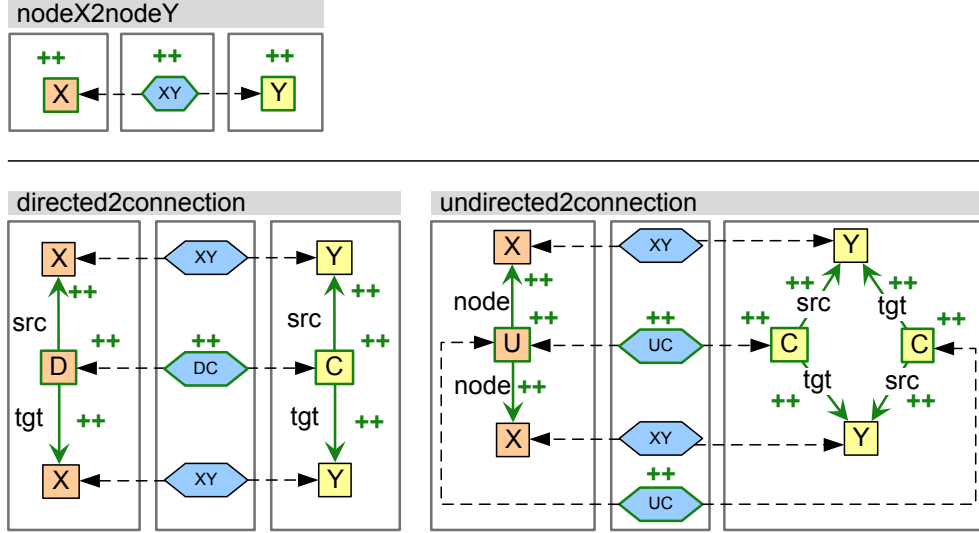 nodeX2nodeY
++ ++ ++
X XY Y
directed2connection
X XY Y
++ ++
src src
++ ++ ++
D DC C
tgt tgt
++ ++
X XY Y
undirected2connection
X XY Y
++ ++ ++
node src tgt
++ ++ ++ ++
U UC C C
node ++ tgt src
++ ++
X XY Y
++
UC